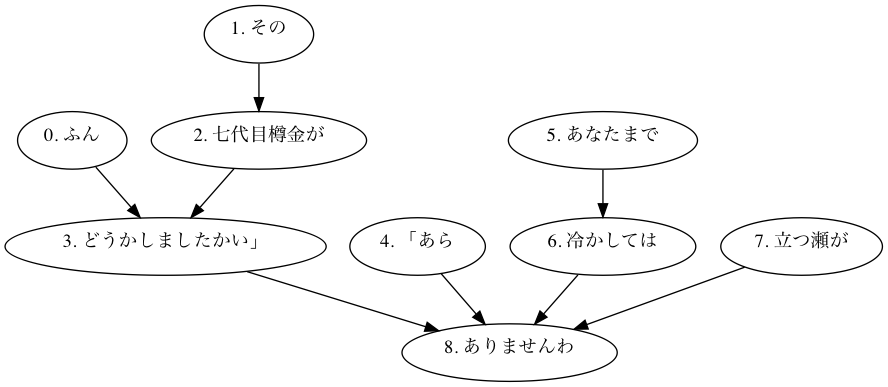 1. その
0. ふん
2. 七代目樽金が
5. あなたまで
3. どうかしましたかい」
4. 「あら
6. 冷かしては
7. 立つ瀬が
8. ありませんわ